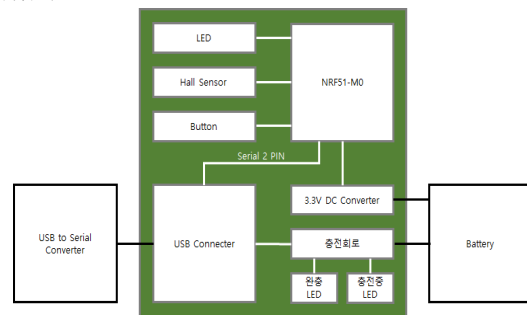 LED
NRF51-M0
Hall Sensor
Button
Serial 2 PIN
3.3V DC Converter
USB to Serial
Converter
USB Connecter
충전회로
Battery
완충
LED
충전중
LED